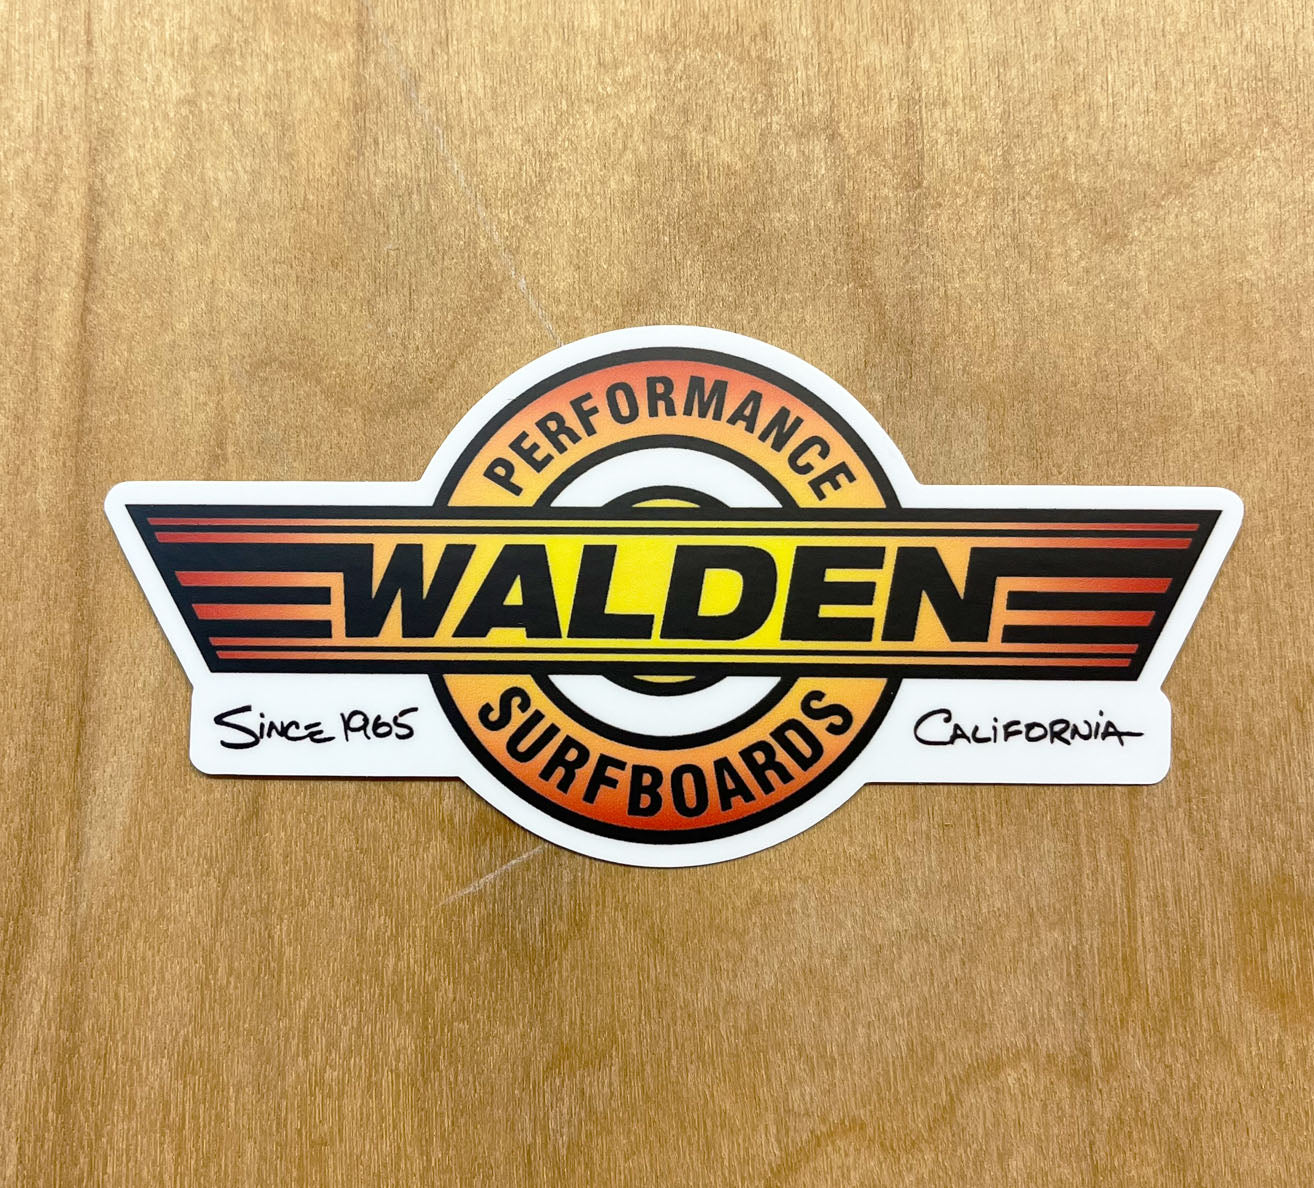 PERFORMANCE
WALDEN
SURFBOARDS
SINCE 1965
CALIFORNIA